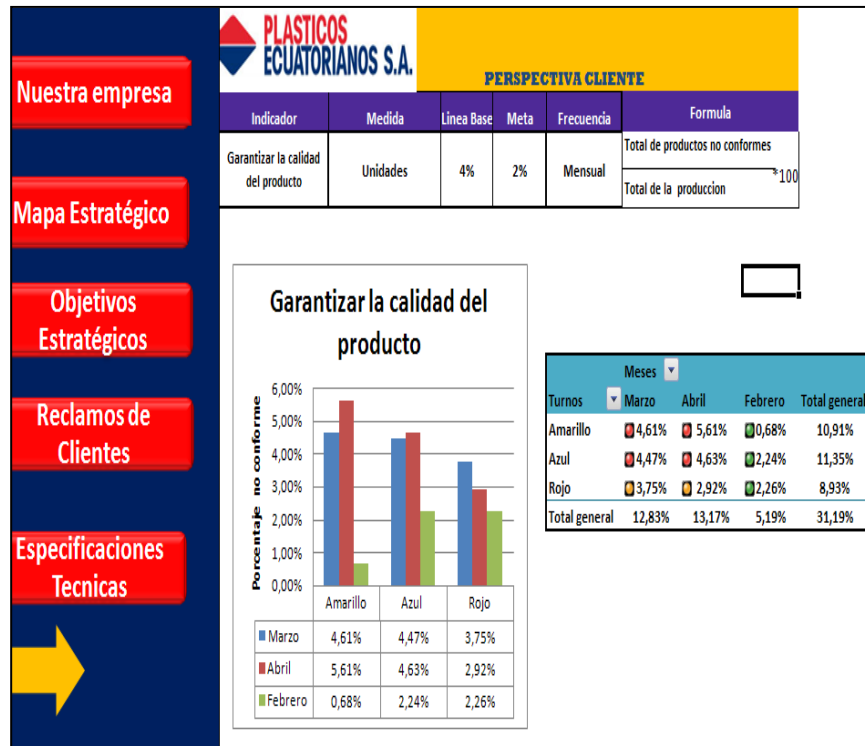 PLASTICOS
ECUATORIANOS S.A.
PERSPECTIVA CLIENTE
Indicador Medida Linea Base Meta Frecuencia Formula
Garantizar la calidad
del producto
Unidades 4% 2% Mensual
Total de productos no conformes
*100
Total de la produccion
Nuestra empresa
Mapa Estratégico
Objetivos
Estratégicos
Reclamos de
Clientes
Especificaciones
Tecnicas
Garantizar la calidad del
producto
Porcentaje no conforme
6,00%
5,00%
4,00%
3,00%
2,00%
1,00%
0,00%
Amarillo Azul Rojo
Marzo 4,61% 4,47% 3,75%
Abril 5,61% 4,63% 2,92%
Febrero 0,68% 2,24% 2,26%
Meses
Turnos Marzo Abril Febrero Total general
Amarillo 4,61% 5,61% 0,68% 10,91%
Azul 4,47% 4,63% 2,24% 11,35%
Rojo 3,75% 2,92% 2,26% 8,93%
Total general 12,83% 13,17% 5,19% 31,19%